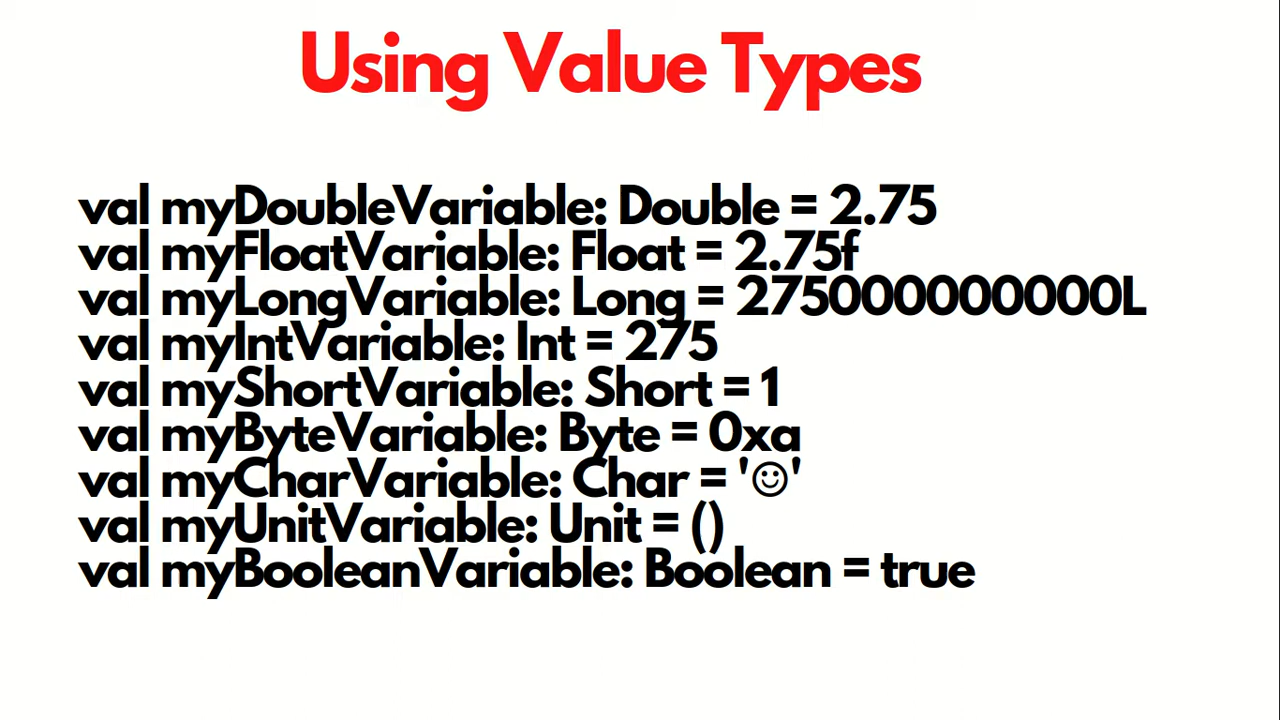 Using Value Types
val myDoubleVariable: Double = 2.75
val myFloatVariable: Float = 2.75f
val myLongVariable: Long = 275000000000L
val myIntVariable: Int = 275
val myShortVariable: Short = 1
val myByteVariable: Byte = 0xa
val myCharVariable: Char = '☺'
val myUnitVariable: Unit = ()
val myBooleanVariable: Boolean = true